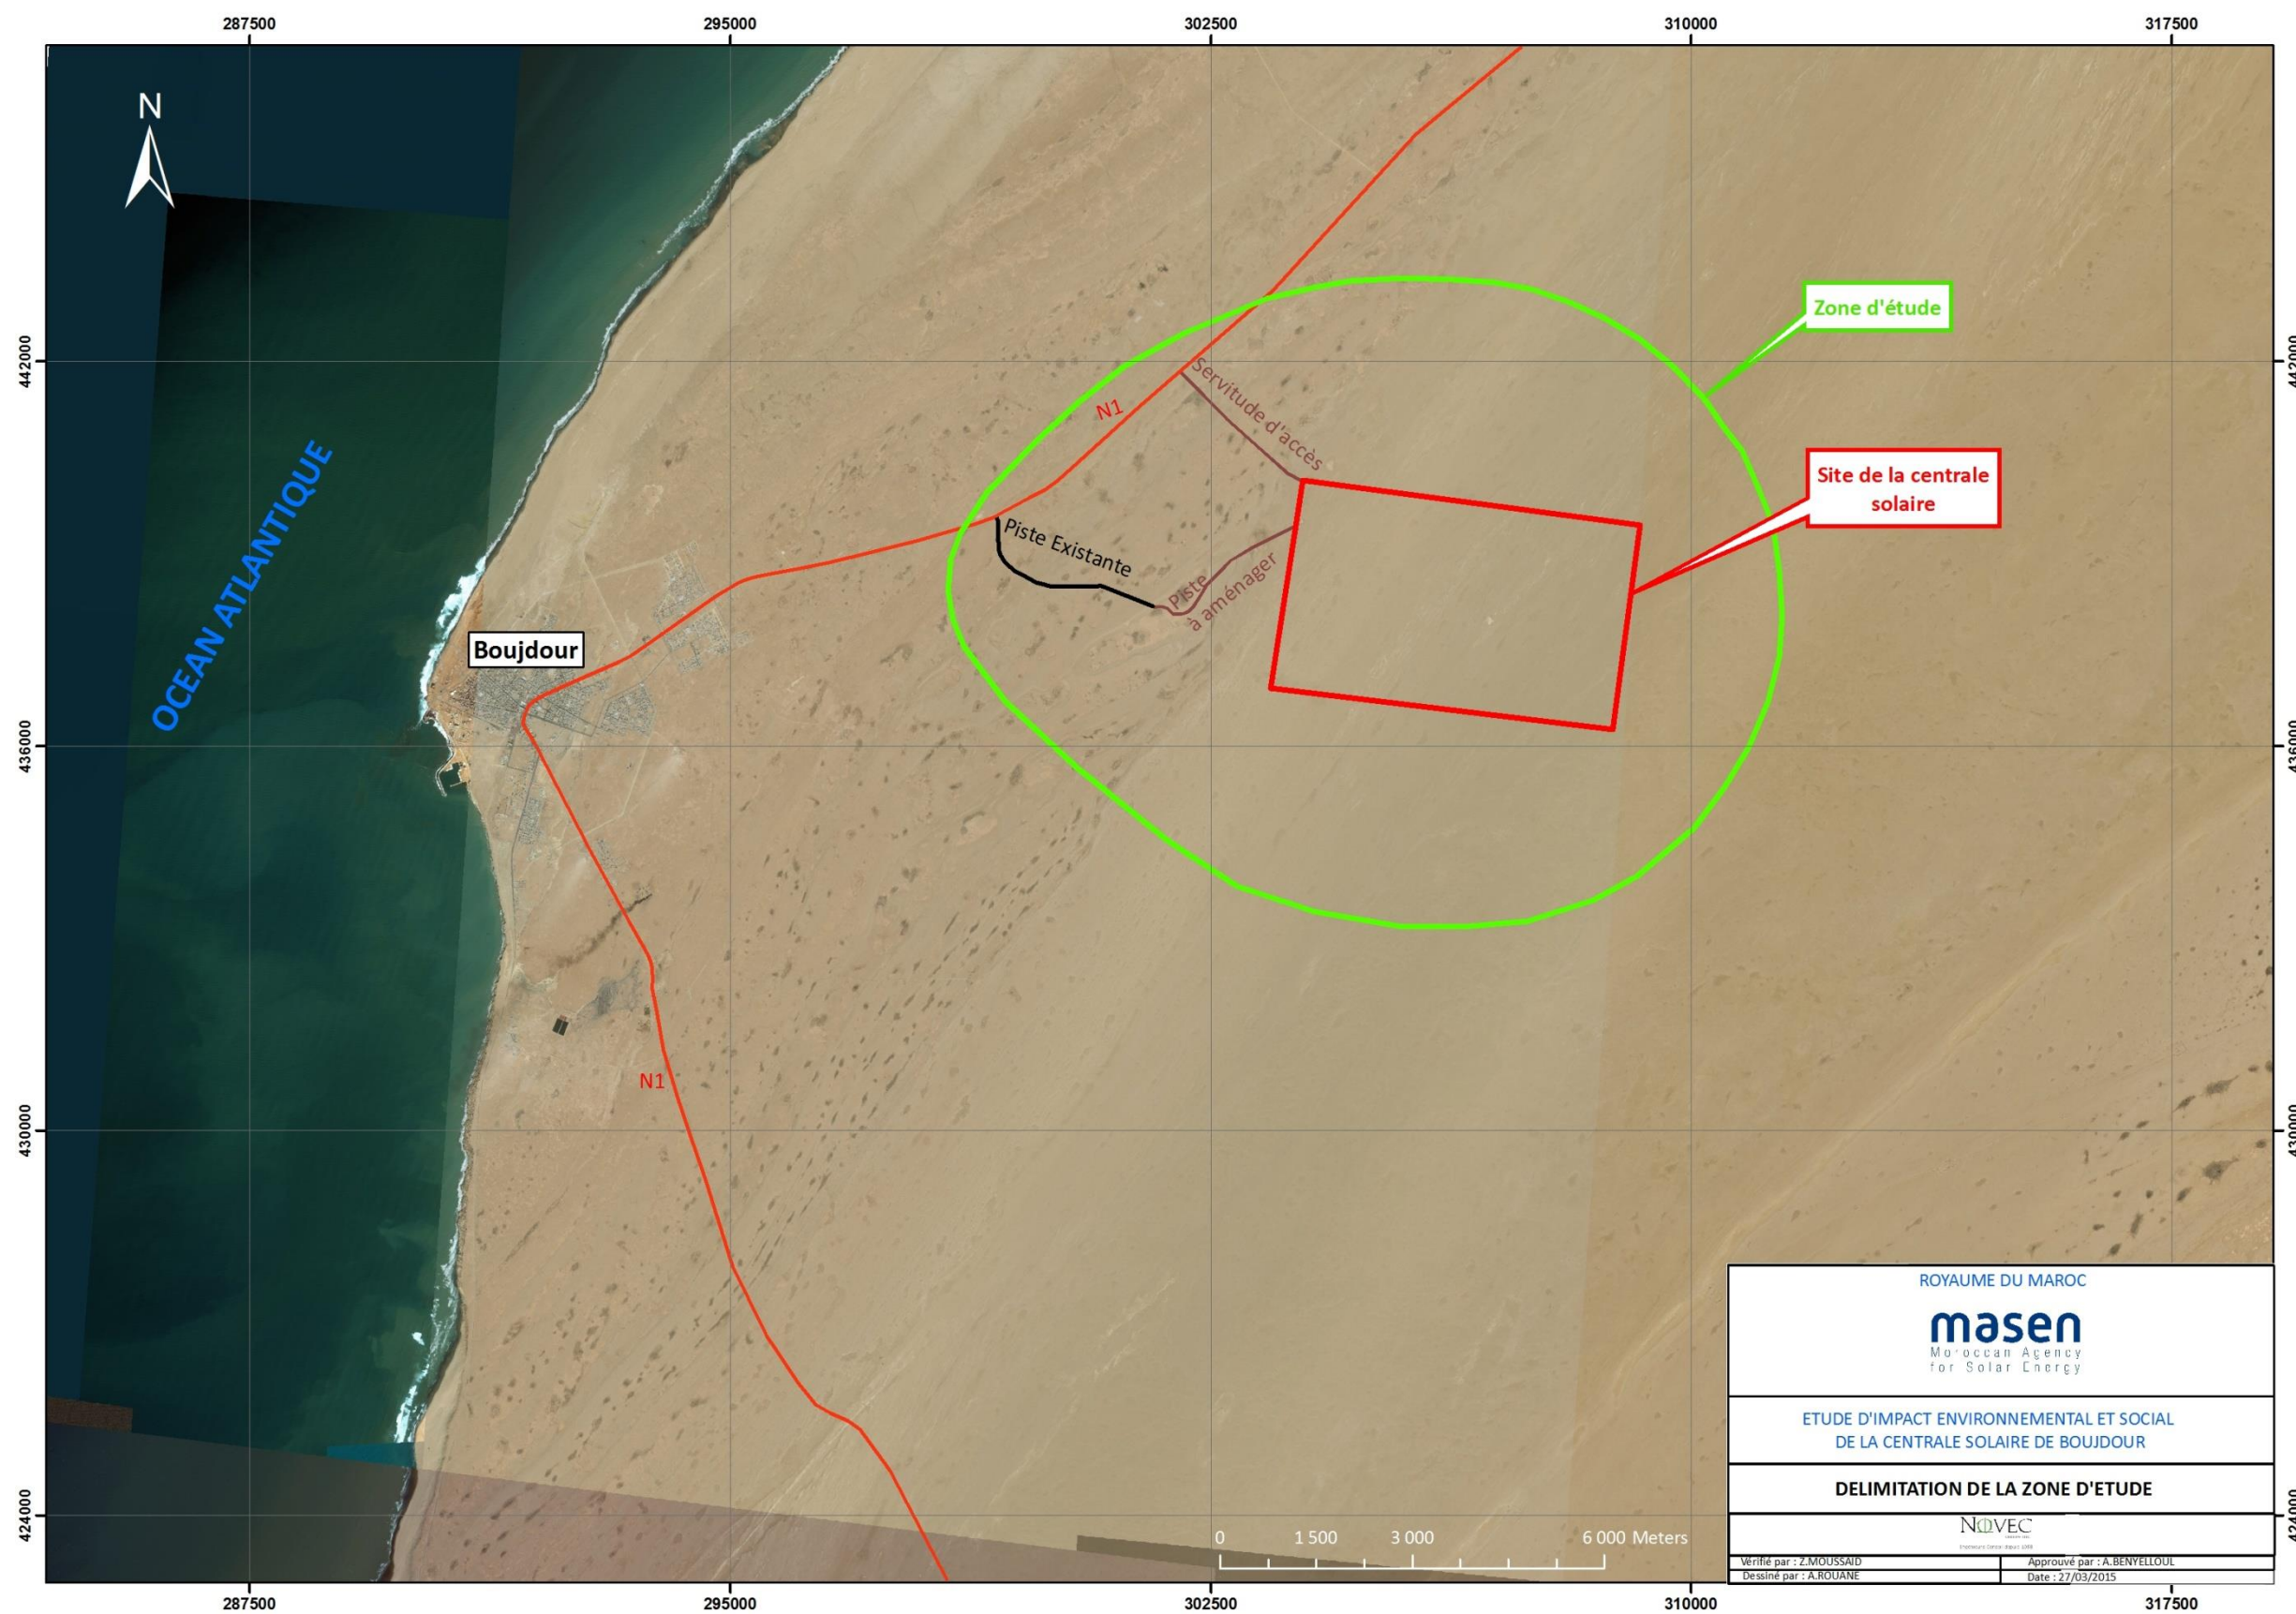 287500 295000 302500 310000 317500
N
Zone d'étude
442000 442000
Servitude d'accès
N1
Site de la centrale
solaire
OCEAN ATLANTIQUE
Piste Existante
Piste
à aménager
Boujdour
436000 436000
N1
430000 430000
ROYAUME DU MAROC
masen
Moroccan Agency
for Solar Energy
ETUDE D'IMPACT ENVIRONNEMENTAL ET SOCIAL
DE LA CENTRALE SOLAIRE DE BOUJDOUR
DELIMITATION DE LA ZONE D'ETUDE
424000 424000
NOVEC
0 1 500 3 000 6 000 Meters
Vérifié par : Z.MOUSSAID Approuvé par : A.BENYELLOUL
Dessiné par : A.ROUANE Date : 27/03/2015
287500 295000 302500 310000 317500